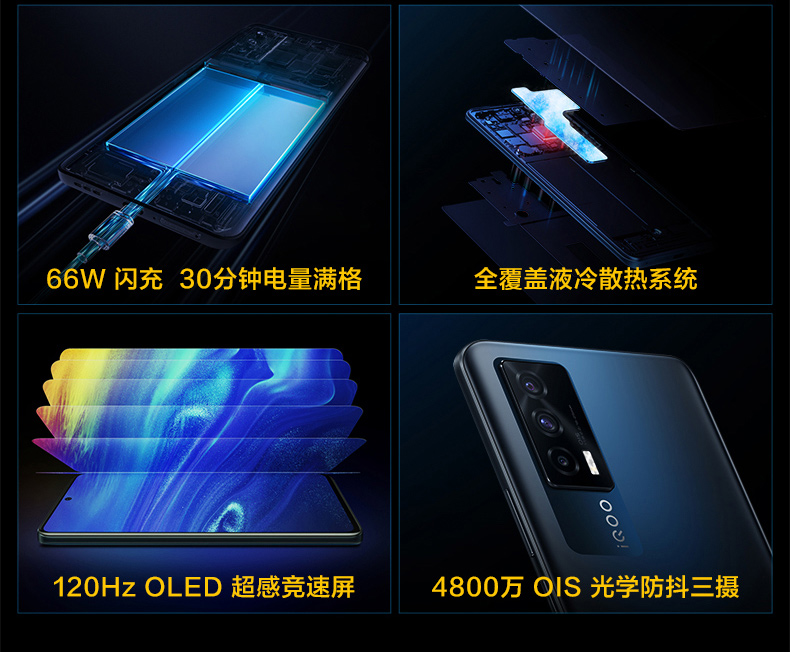 66W 闪充 30分钟电量满格
全覆盖液冷散热系统
120Hz OLED 超感竞速屏
iQOO
4800万 OIS 光学防抖三摄